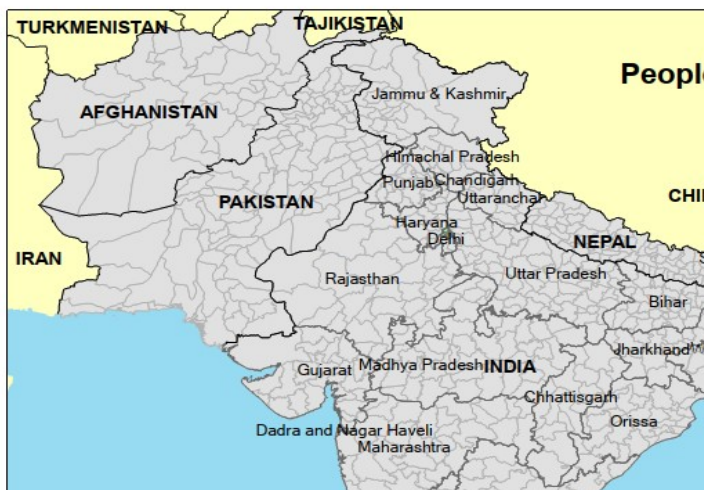 TURKMENISTAN
TAJIKISTAN
People
Jammu & Kashmir
AFGHANISTAN
Himachal Pradesh
Punjab
Chandigarh
Uttaranchal
CHI
PAKISTAN
Haryana
Delhi
NEPAL
IRAN
Rajasthan
Uttar Pradesh
Bihar
Jharkhand
Gujarat
Madhya Pradesh
INDIA
Chhattisgarh
Orissa
Dadra and Nagar Haveli
Maharashtra